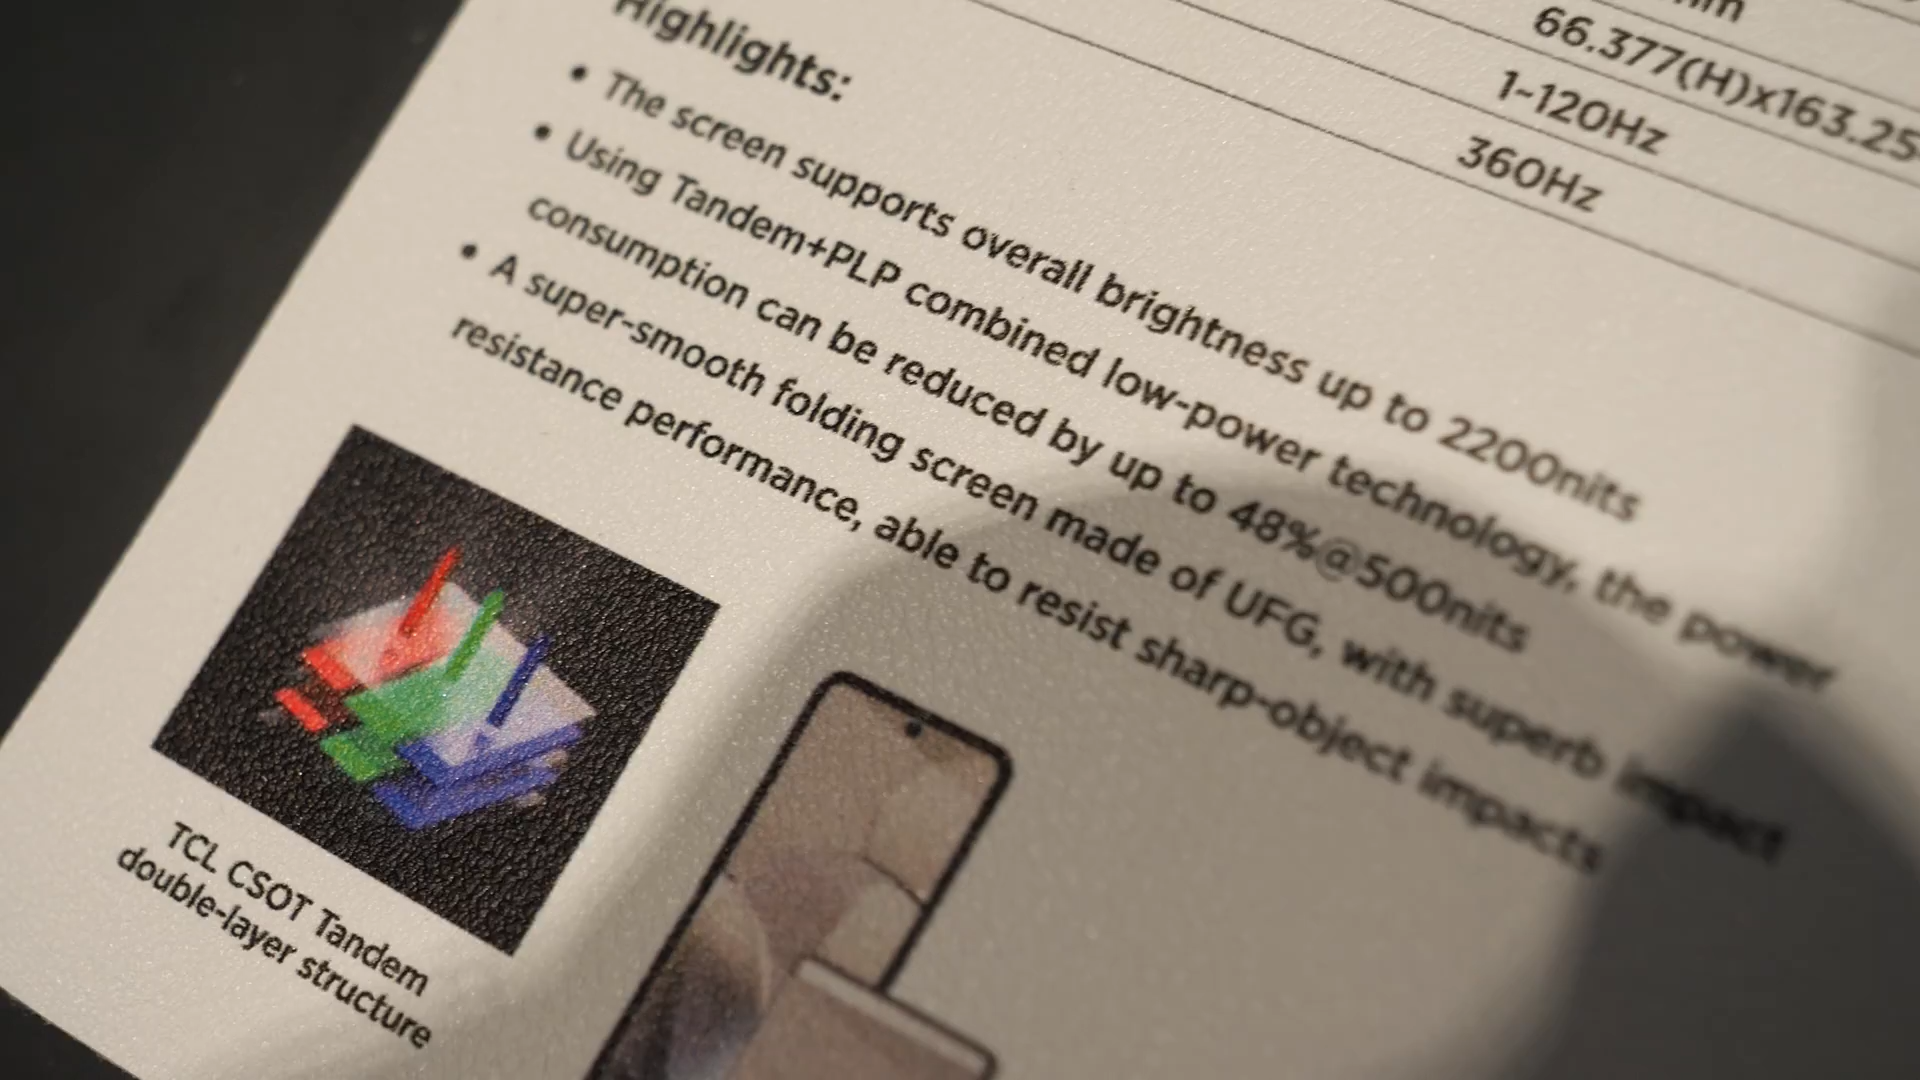 66.377(H)x163.25
1~120Hz
360Hz
Highlights:
• The screen supports overall brightness up to 2200nits
• Using Tandem+PLP combined low-power technology, the power
consumption can be reduced by up to 48%@500nits
• A super-smooth folding screen made of UFG, with superb impact
resistance performance, able to resist sharp-object impacts
TCL CSOT Tandem
double-layer structure